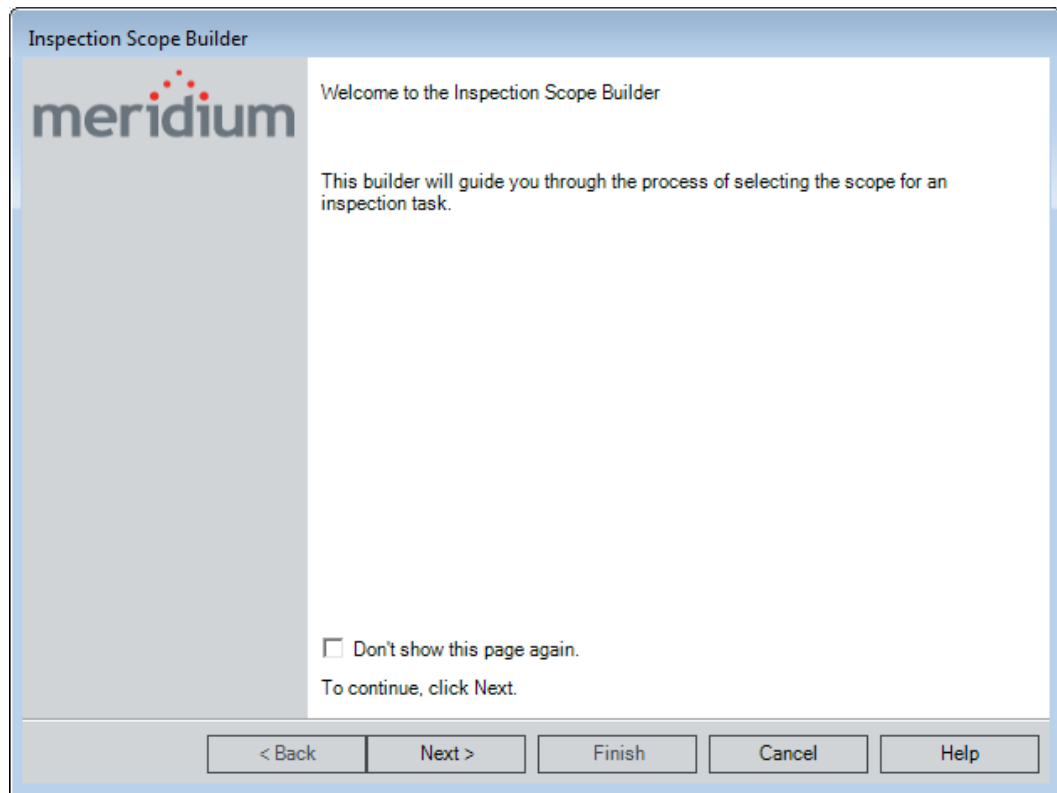 Inspection Scope Builder
meridium
Welcome to the Inspection Scope Builder
This builder will guide you through the process of selecting the scope for an
inspection task.
Don't show this page again.
To continue, click Next.
< Back
Next >
Finish
Cancel
Help